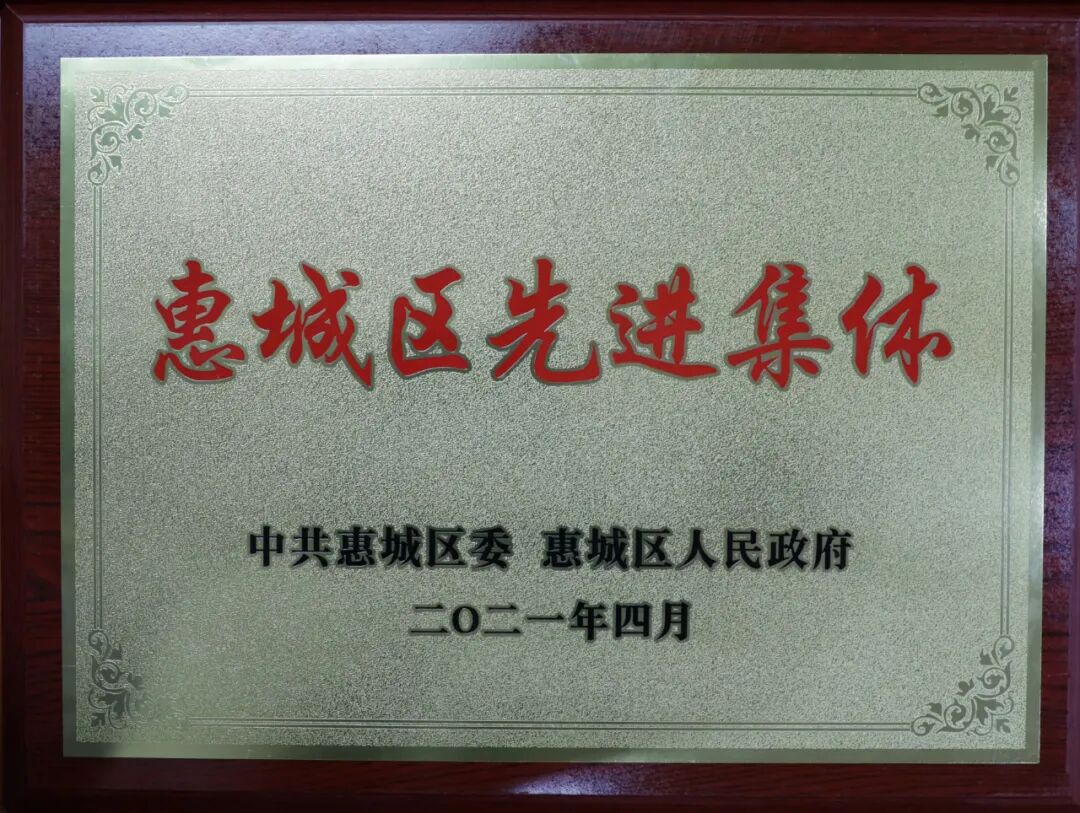 惠城区先进集体
中共惠城区委 惠城区人民政府
二〇二一年四月